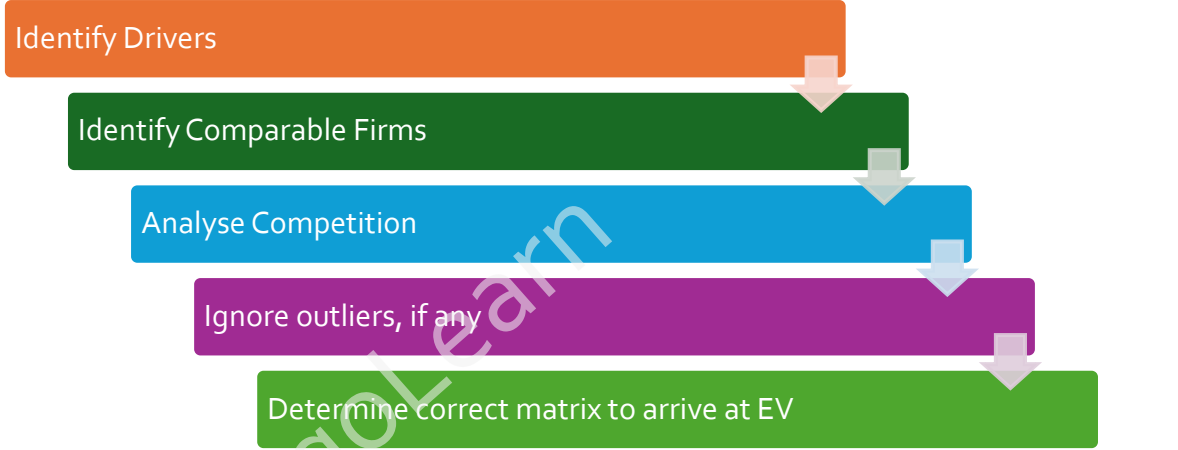 Identify Drivers
Identify Comparable Firms
Analyse Competition
Ignore outliers, if any
Determine correct matrix to arrive at EV